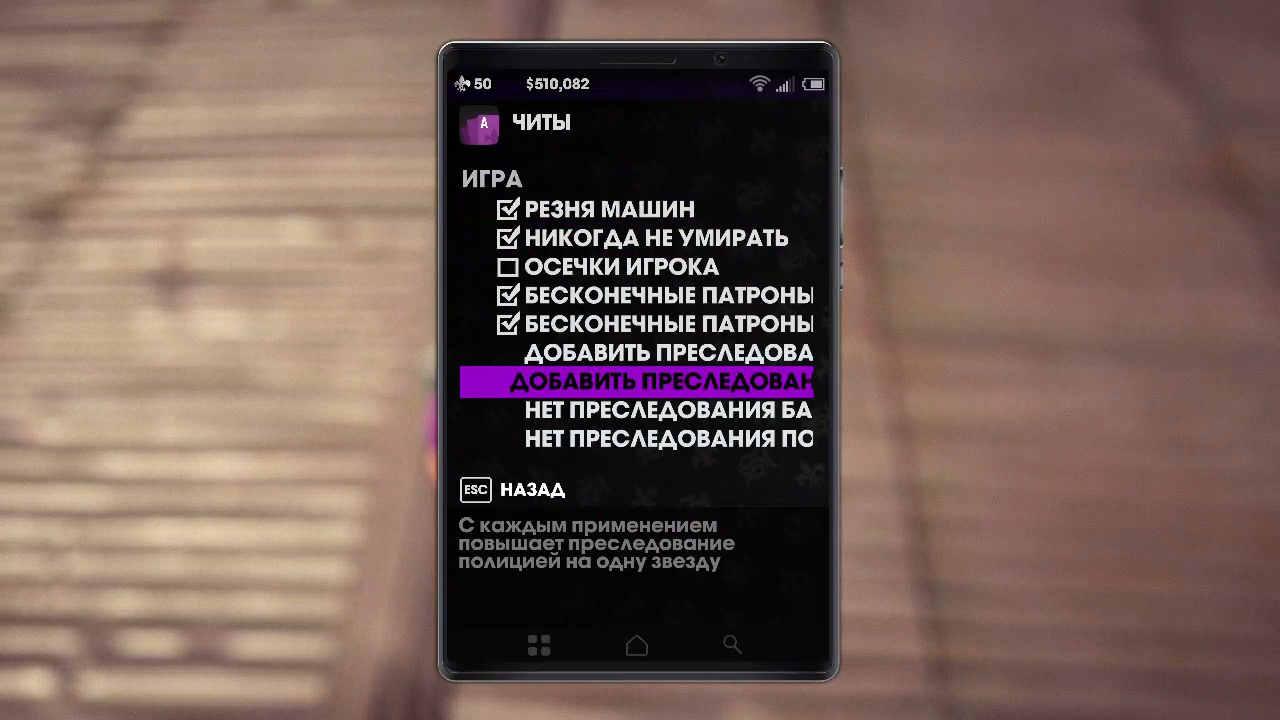 50 $510,082
A ЧИТЫ
ИГРА
РЕЗНЯ МАШИН
НИКОГДА НЕ УМИРАТЬ
ОСЕЧКИ ИГРОКА
БЕСКОНЕЧНЫЕ ПАТРОНЫ
БЕСКОНЕЧНЫЕ ПАТРОНЫ
ДОБАВИТЬ ПРЕСЛЕДОВА
ДОБАВИТЬ ПРЕСЛЕДОВАН
НЕТ ПРЕСЛЕДОВАНИЯ БА
НЕТ ПРЕСЛЕДОВАНИЯ ПО
ESC НАЗАД
С каждым применением
повышает преследование
полицией на одну звезду